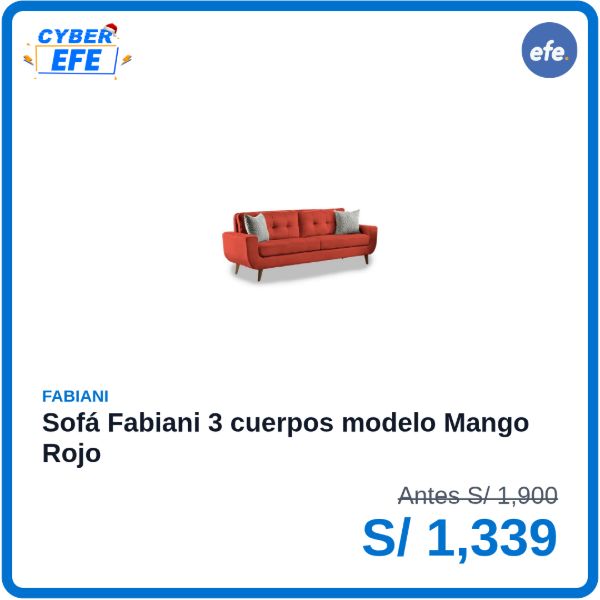 CYBER
EFE
efe.
FABIANI
Sofá Fabiani 3 cuerpos modelo Mango
Rojo
Antes S/ 1,900
S/ 1,339